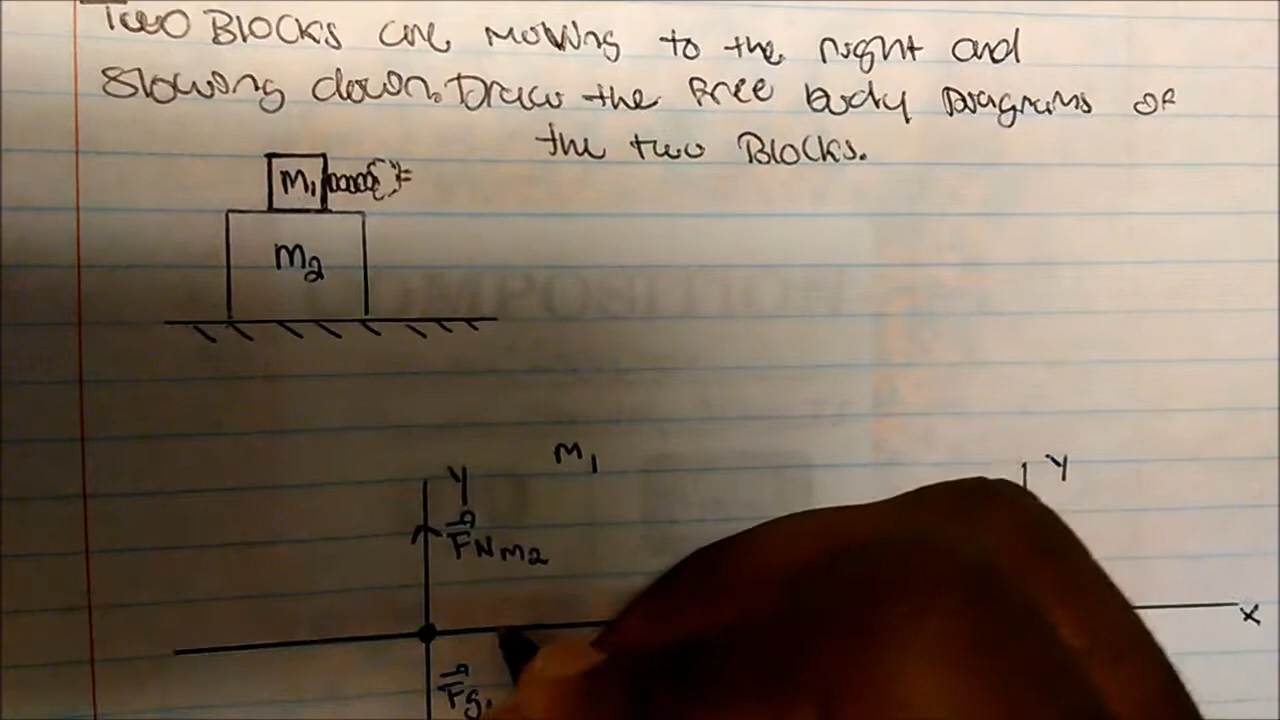 Two Blocks are moving to the right and
slowing down. Draw the Free body Diagrams of
the two Blocks.
m1
m2
m1
Y
Y
FNm2
X
Fg1